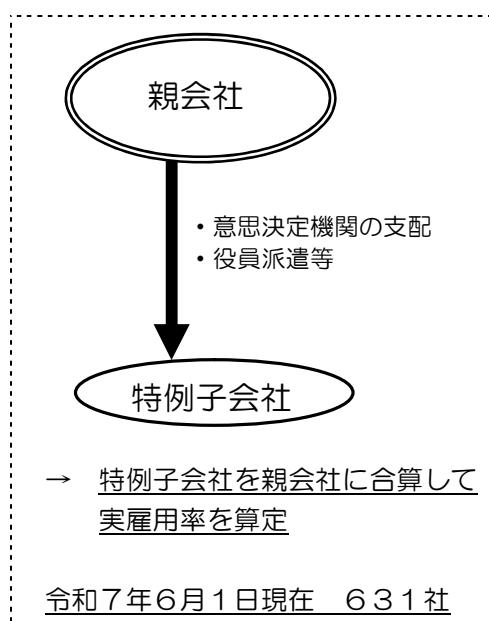 親会社
・意思決定機関の支配
・役員派遣等
特例子会社
→　特例子会社を親会社に合算して
実雇用率を算定
令和７年６月１日現在　６３１社